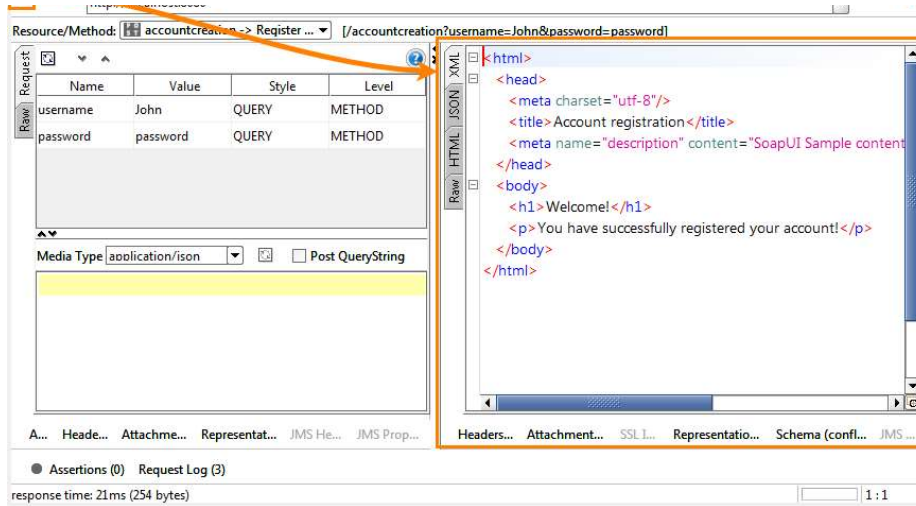 Resource/Method: accountcreation -> Register ... [/accountcreation?username=John&password=password]
Request
Raw
Name Value Style Level
username John QUERY METHOD
password password QUERY METHOD
Media Type application/json Post QueryString
A... Heade... Attachme... Representat... JMS He... JMS Prop...
XML
JSON
HTML
Raw
<html>
<head>
<meta charset="utf-8"/>
<title>Account registration</title>
<meta name="description" content="SoapUI Sample content
</head>
<body>
<h1>Welcome!</h1>
<p>You have successfully registered your account!</p>
</body>
</html>
Headers... Attachment... SSL I... Representatio... Schema (confl... JMS ...
Assertions (0) Request Log (3)
response time: 21ms (254 bytes)
1 : 1